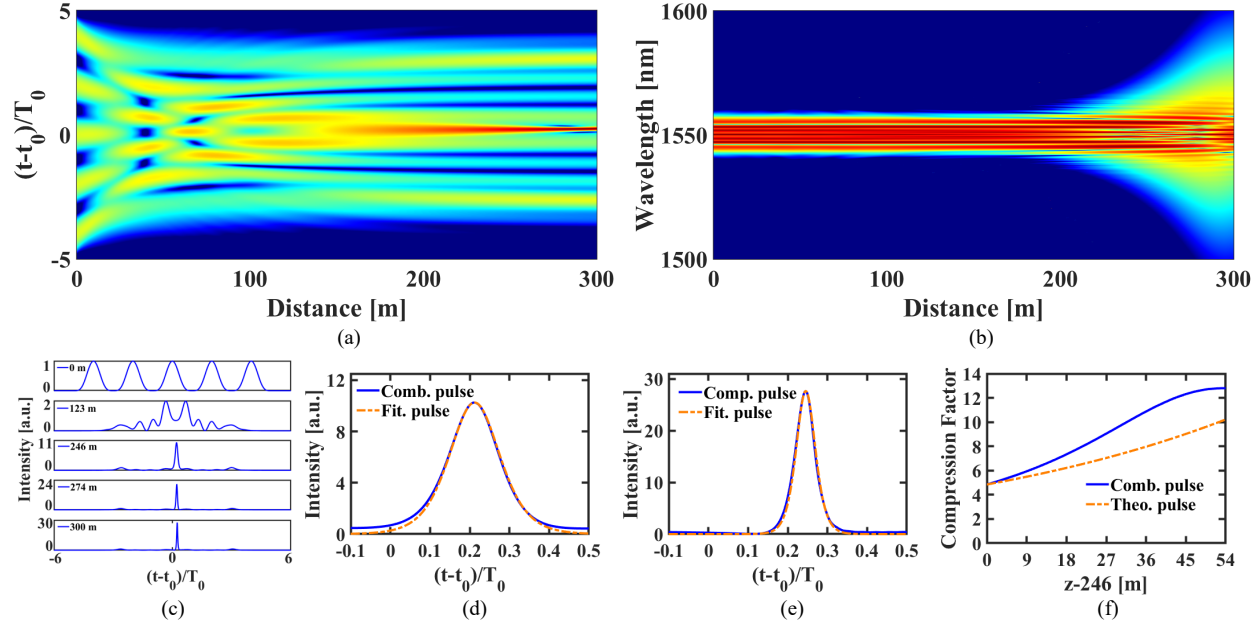 5
0
-5
(t-t0)/T0
0
100
200
300
Distance [m]
(a)
1600
1550
1500
Wavelength [nm]
0
100
200
300
Distance [m]
(b)
Intensity [a.u.]
1
0
0 m
2
0
123 m
11
0
246 m
24
0
274 m
30
0
300 m
-6
0
6
(t-t0)/T0
(c)
Intensity [a.u.]
12
8
4
0
Comb. pulse
Fit. pulse
-0.1
0
0.1
0.2
0.3
0.4
0.5
(t-t0)/T0
(d)
Intensity [a.u.]
30
20
10
0
Comp. pulse
Fit. pulse
-0.1
0
0.1
0.2
0.3
0.4
0.5
(t-t0)/T0
(e)
Compression Factor
14
12
10
8
6
4
2
0
Comb. pulse
Theo. pulse
0
9
18
27
36
45
54
z-246 [m]
(f)